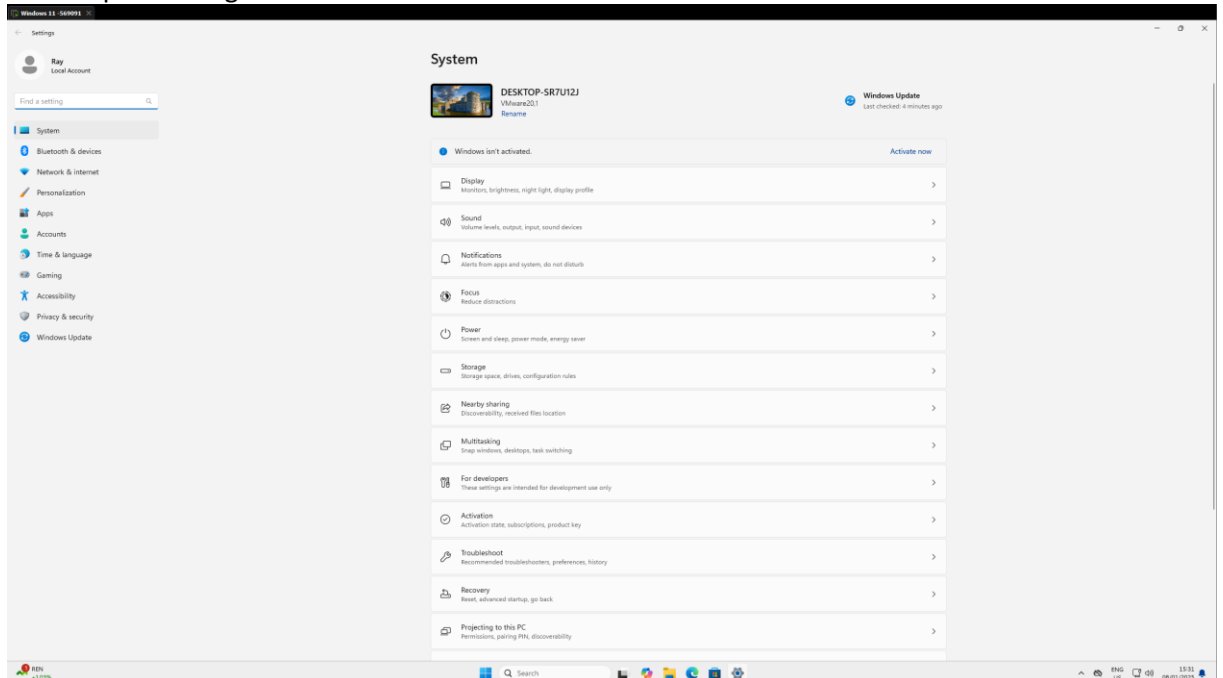 Windows 11 -569091
Settings
Ray
Local Account
Find a setting
System
Bluetooth & devices
Network & internet
Personalization
Apps
Accounts
Time & language
Gaming
Accessibility
Privacy & security
Windows Update
System
DESKTOP-SR7U12J
VMware20,1
Rename
Windows Update
Last checked: 4 minutes ago
Windows isn't activated.
Activate now
Display
Monitors, brightness, night light, display profile
Sound
Volume levels, output, input, sound devices
Notifications
Alerts from apps and system, do not disturb
Focus
Reduce distractions
Power
Screen and sleep, power mode, energy saver
Storage
Storage space, drives, configuration rules
Nearby sharing
Discoverability, received files location
Multitasking
Snap windows, desktops, task switching
For developers
These settings are intended for development use only
Activation
Activation state, subscriptions, product key
Troubleshoot
Recommended troubleshooters, preferences, history
Recovery
Reset, advanced startup, go back
Projecting to this PC
Permissions, pairing PIN, discoverability
REN
Search
ENG
15:31